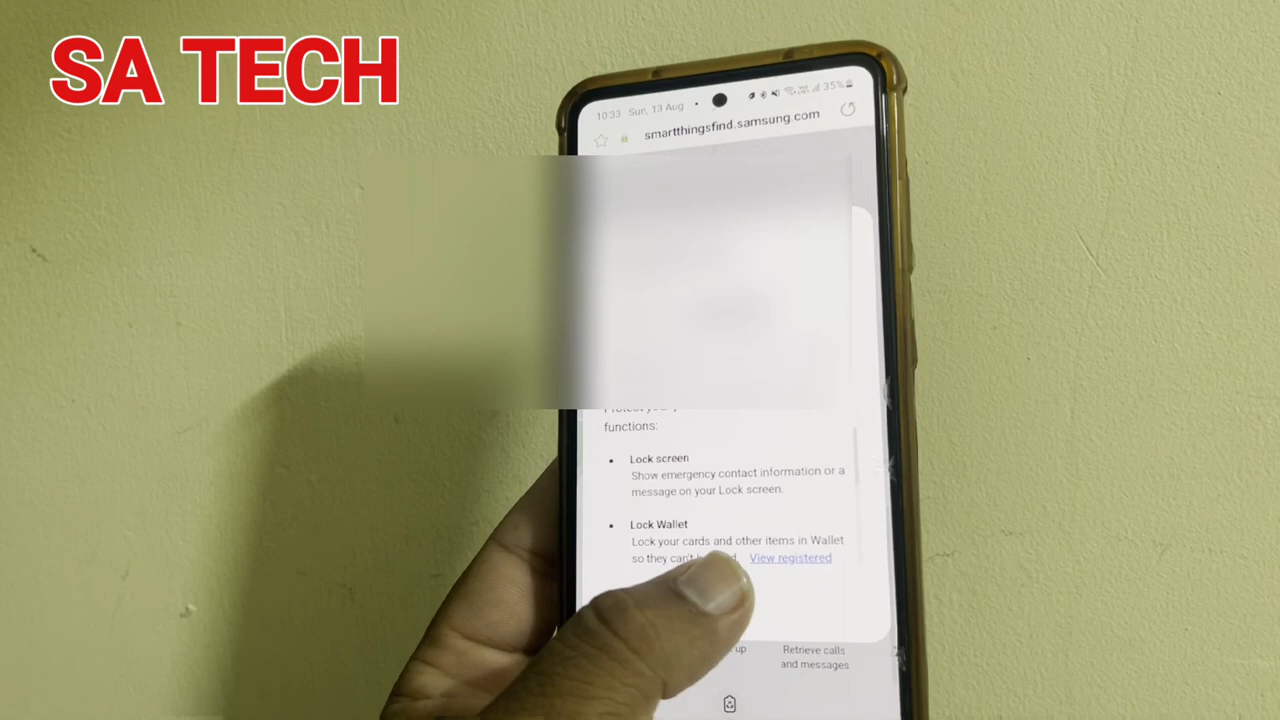 SA TECH
10:33 Sun, 13 Aug • 35%
smartthingsfind.samsung.com
functions:
• Lock screen
Show emergency contact information or a
message on your Lock screen.
• Lock Wallet
Lock your cards and other items in Wallet
so they can't View registered
up
Retrieve calls
and messages